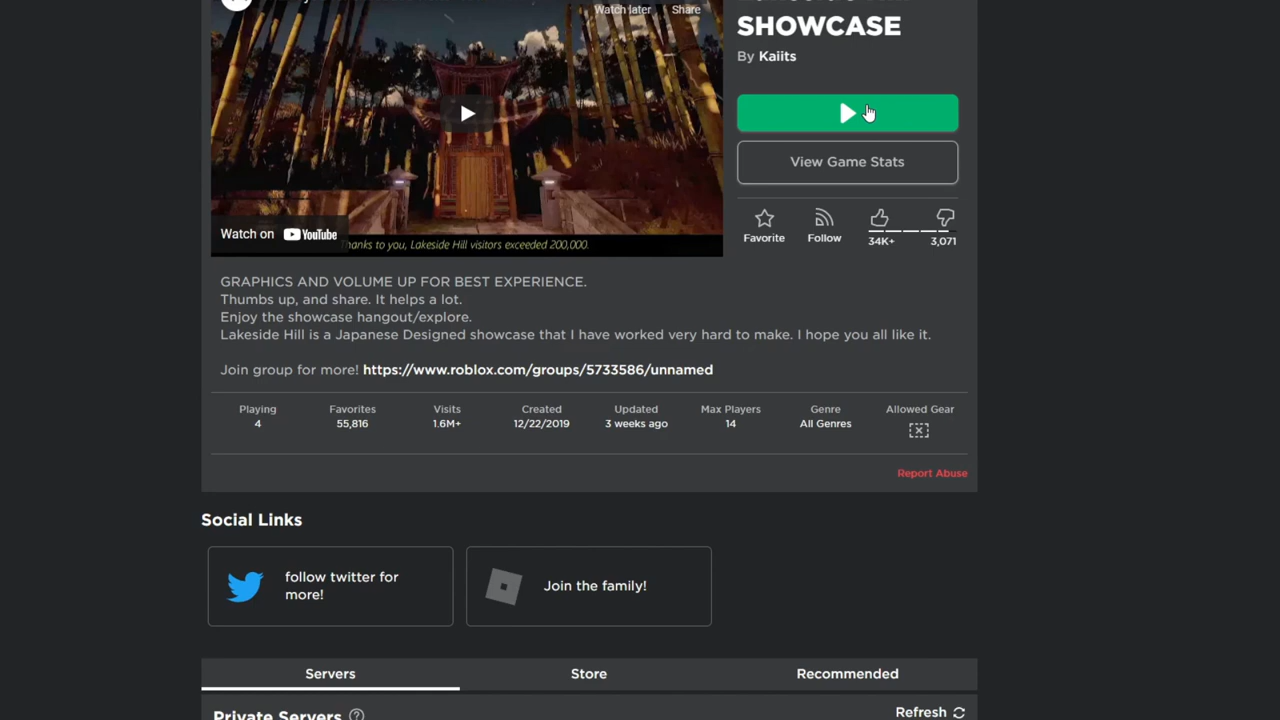 Watch later
Share
SHOWCASE
By Kaiits
View Game Stats
Favorite
Follow
34K+
3,071
Watch on YouTube
Thanks to you, Lakeside Hill visitors exceeded 200,000.
GRAPHICS AND VOLUME UP FOR BEST EXPERIENCE.
Thumbs up, and share. It helps a lot.
Enjoy the showcase hangout/explore.
Lakeside Hill is a Japanese Designed showcase that I have worked very hard to make. I hope you all like it.
Join group for more! https://www.roblox.com/groups/5733586/unnamed
Playing
Favorites
Visits
Created
Updated
Max Players
Genre
Allowed Gear
4
55,816
1.6M+
12/22/2019
3 weeks ago
14
All Genres
Report Abuse
Social Links
follow twitter for
more!
Join the family!
Servers
Store
Recommended
Private Servers
Refresh